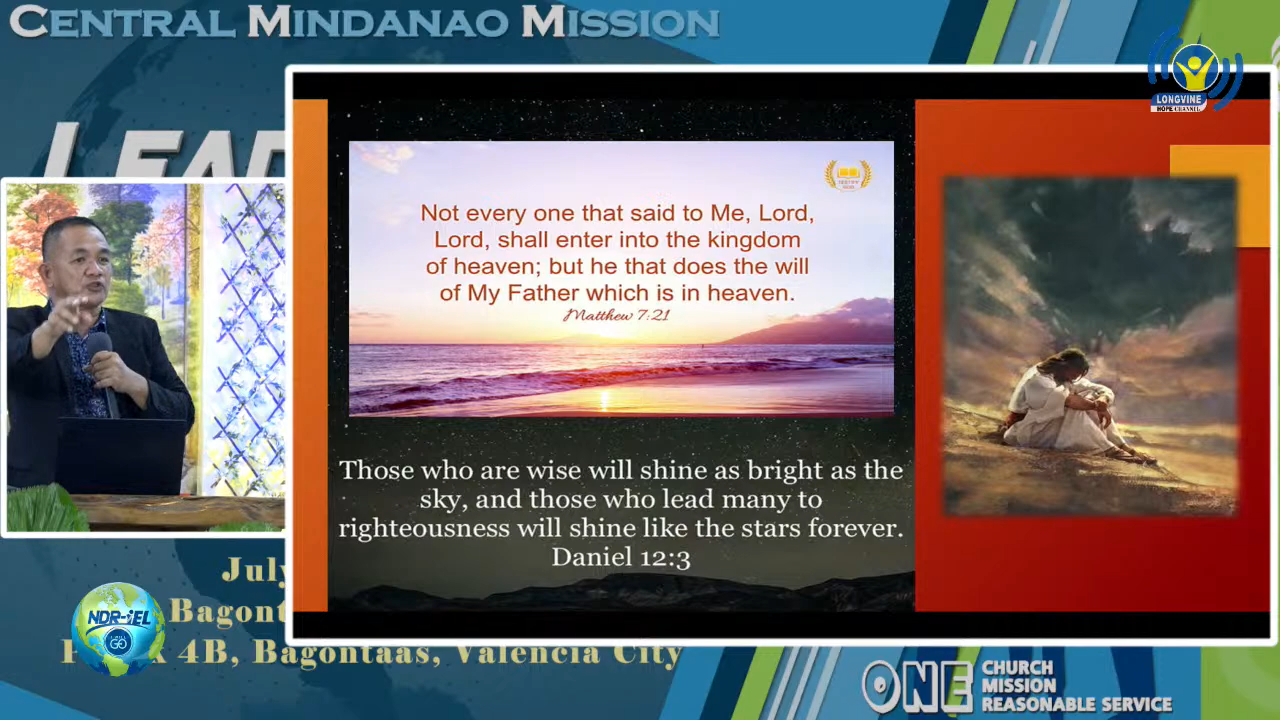 CENTRAL MINDANAO MISSION
LONGVINE
HOPE CHANNEL
Not every one that said to Me, Lord,
Lord, shall enter into the kingdom
of heaven; but he that does the will
of My Father which is in heaven.
Matthew 7:21
Those who are wise will shine as bright as the
sky, and those who lead many to
righteousness will shine like the stars forever.
Daniel 12:3
July
NDR-iEL
GO
4B, Bagontaas, Valencia City
ONE CHURCH
MISSION
REASONABLE SERVICE